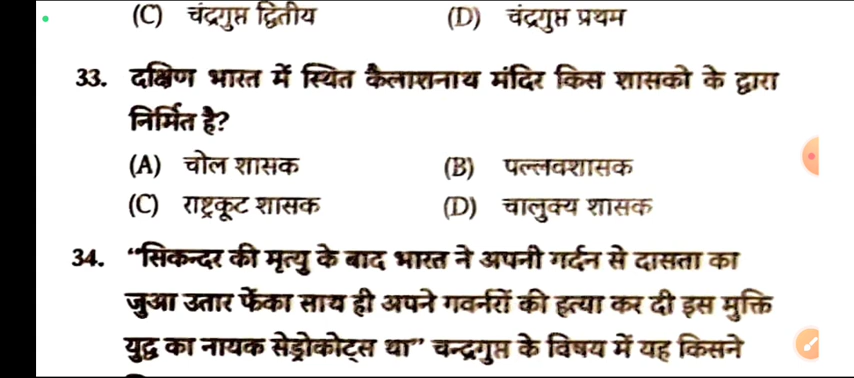 (C) चंद्रगुप्त द्वितीय (D) चंद्रगुप्त प्रथम
33. दक्षिण भारत में स्थित कैलाशनाथ मंदिर किस शासको के द्वारा
निर्मित है?
(A) चोल शासक (B) पल्लवशासक
(C) राष्ट्रकूट शासक (D) चालुक्य शासक
34. “सिकन्दर की मृत्यु के बाद भारत ने अपनी गर्दन से दासता का
जुआ उतार फेंका साथ ही अपने गवर्नरों की हत्या कर दी इस मुक्ति
युद्ध का नायक सेड्रोकोट्स था” चन्द्रगुप्त के विषय में यह किसने